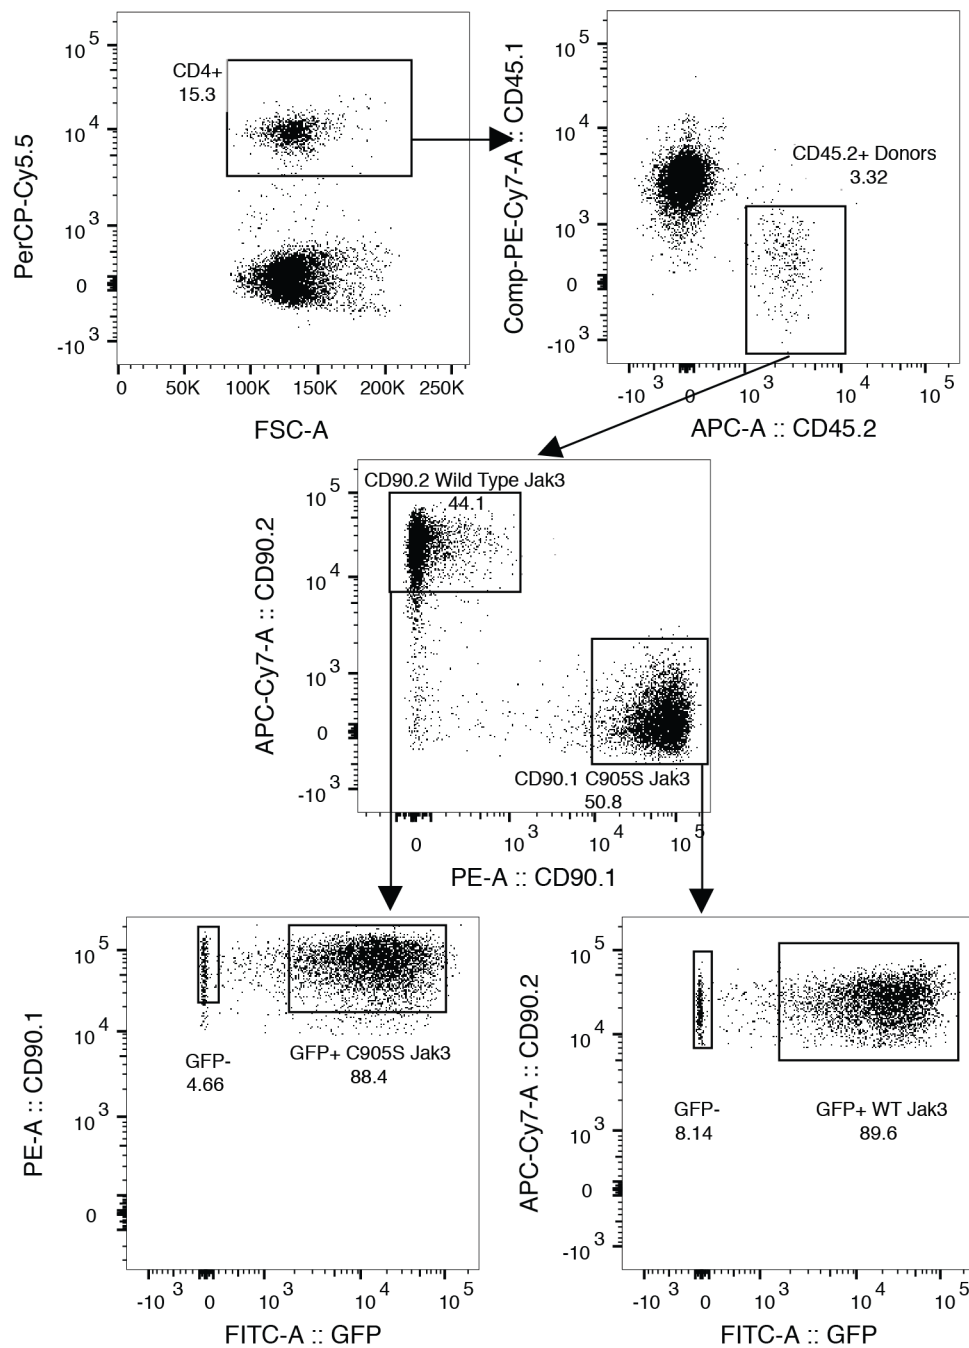 CD4+
15.3
PerCP-Cy5.5
10 5
10 4
10 3
0
-10 3
0 50K 100K 150K 200K 250K
FSC-A
Comp-PE-Cy7-A :: CD45.1
10 5
10 4
10 3
0
-10 3
CD45.2+ Donors
3.32
-10 3 0 10 3 10 4 10 5
APC-A :: CD45.2
CD90.2 Wild Type Jak3
44.1
APC-Cy7-A :: CD90.2
10 5
10 4
10 3
0
-10 3
CD90.1 C905S Jak3
50.8
0 10 3 10 4 10 5
PE-A :: CD90.1
PE-A :: CD90.1
10 5
10 4
10 3
0
GFP-
4.66
GFP+ C905S Jak3
88.4
-10 3 0 10 3 10 4 10 5
FITC-A :: GFP
APC-Cy7-A :: CD90.2
10 5
10 4
10 3
0
-10 3
GFP-
8.14
GFP+ WT Jak3
89.6
-10 3 0 10 3 10 4 10 5
FITC-A :: GFP